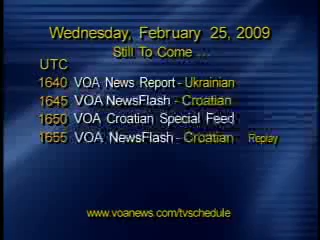 Wednesday, February 25, 2009
Still To Come ...
UTC
1640 VOA News Report - Ukrainian
1645 VOA NewsFlash - Croatian
1650 VOA Croatian Special Feed
1655 VOA NewsFlash - Croatian Replay
www.voanews.com/tvschedule